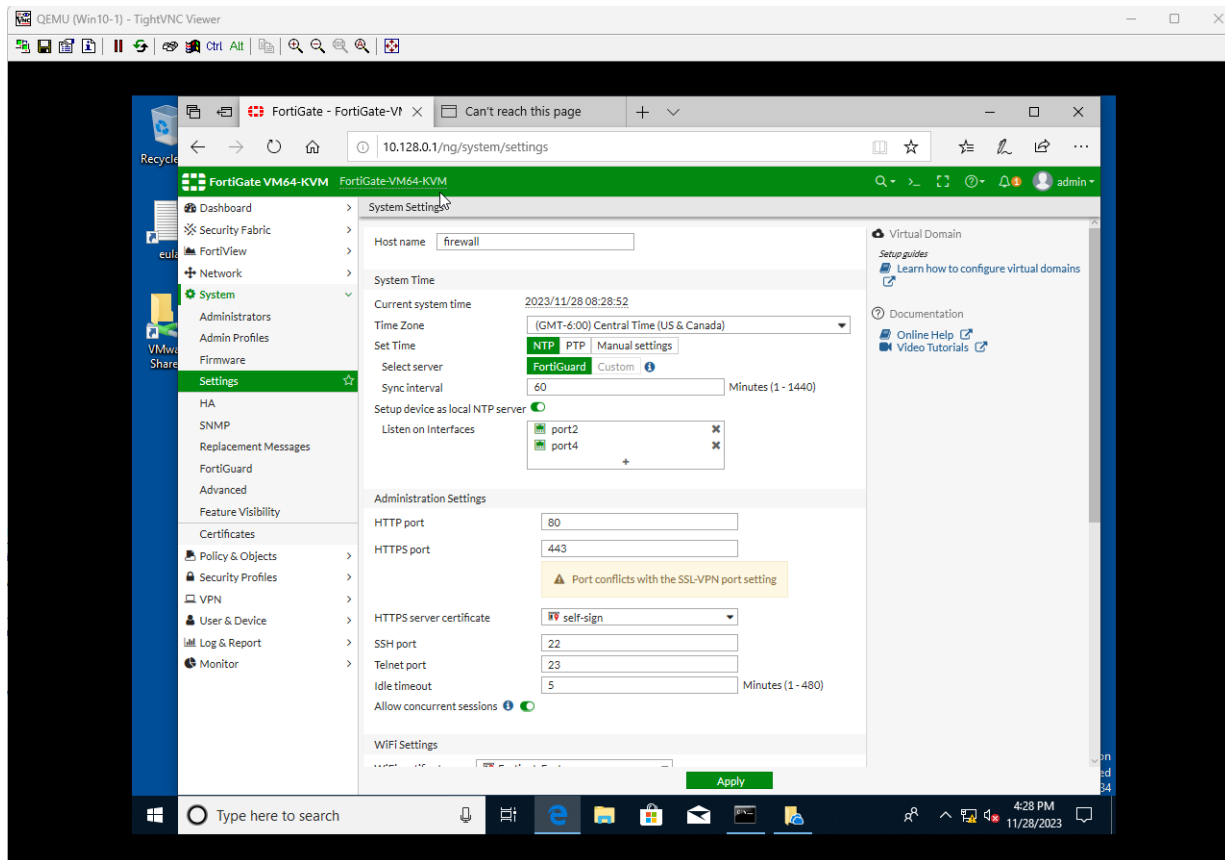 QEMU (Win10-1) - TightVNC Viewer
Ctrl Alt
FortiGate - FortiGate-VM
Can't reach this page
10.128.0.1/ng/system/settings
Recycle
eula
VMwa
Share
FortiGate VM64-KVM FortiGate-VM64-KVM
admin
1
Dashboard
Security Fabric
FortiView
Network
System
Administrators
Admin Profiles
Firmware
Settings
HA
SNMP
Replacement Messages
FortiGuard
Advanced
Feature Visibility
Certificates
Policy & Objects
Security Profiles
VPN
User & Device
Log & Report
Monitor
System Settings
Host name firewall
System Time
Current system time 2023/11/28 08:28:52
Time Zone (GMT-6:00) Central Time (US & Canada)
Set Time NTP PTP Manual settings
Select server FortiGuard Custom
Sync interval 60 Minutes (1 - 1440)
Setup device as local NTP server
Listen on Interfaces port2
port4
+
Administration Settings
HTTP port 80
HTTPS port 443
Port conflicts with the SSL-VPN port setting
HTTPS server certificate self-sign
SSH port 22
Telnet port 23
Idle timeout 5 Minutes (1 - 480)
Allow concurrent sessions
WiFi Settings
Virtual Domain
Setup guides
Learn how to configure virtual domains
Documentation
Online Help
Video Tutorials
Apply
on
ed
34
Type here to search
4:28 PM
11/28/2023